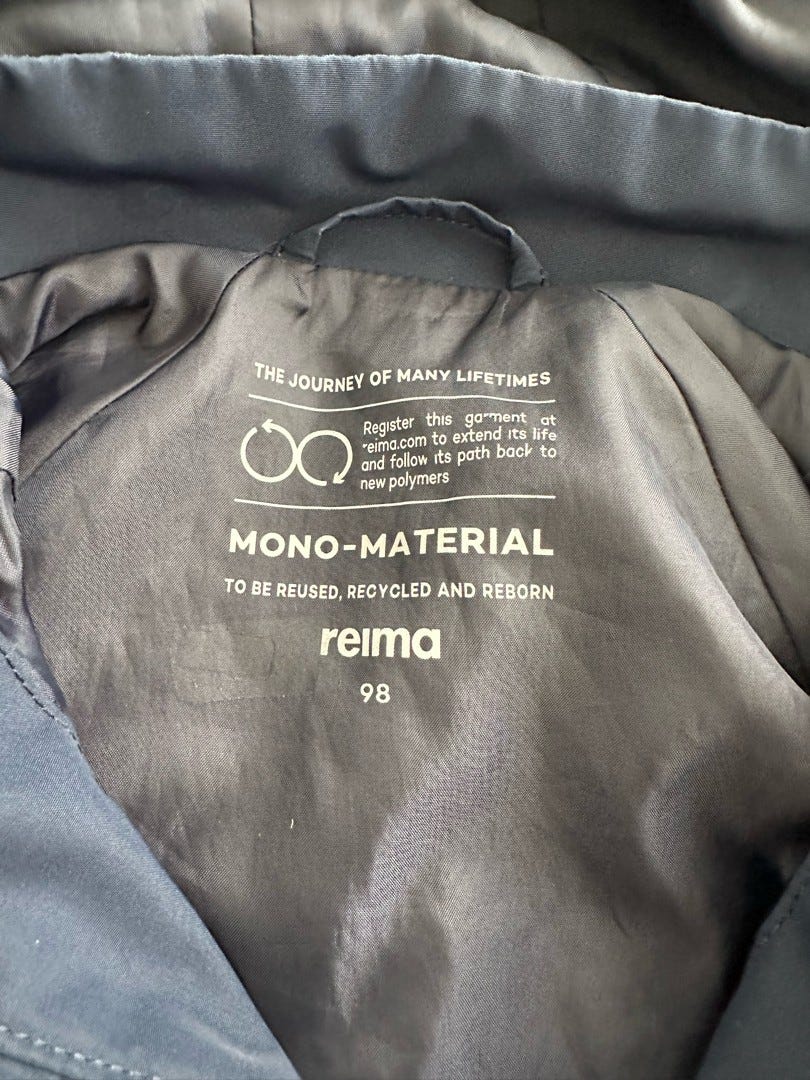 THE JOURNEY OF MANY LIFETIMES
Register this garment at
reima.com to extend its life
and follow its path back to
new polymers
MONO-MATERIAL
TO BE REUSED, RECYCLED AND REBORN
reima
98